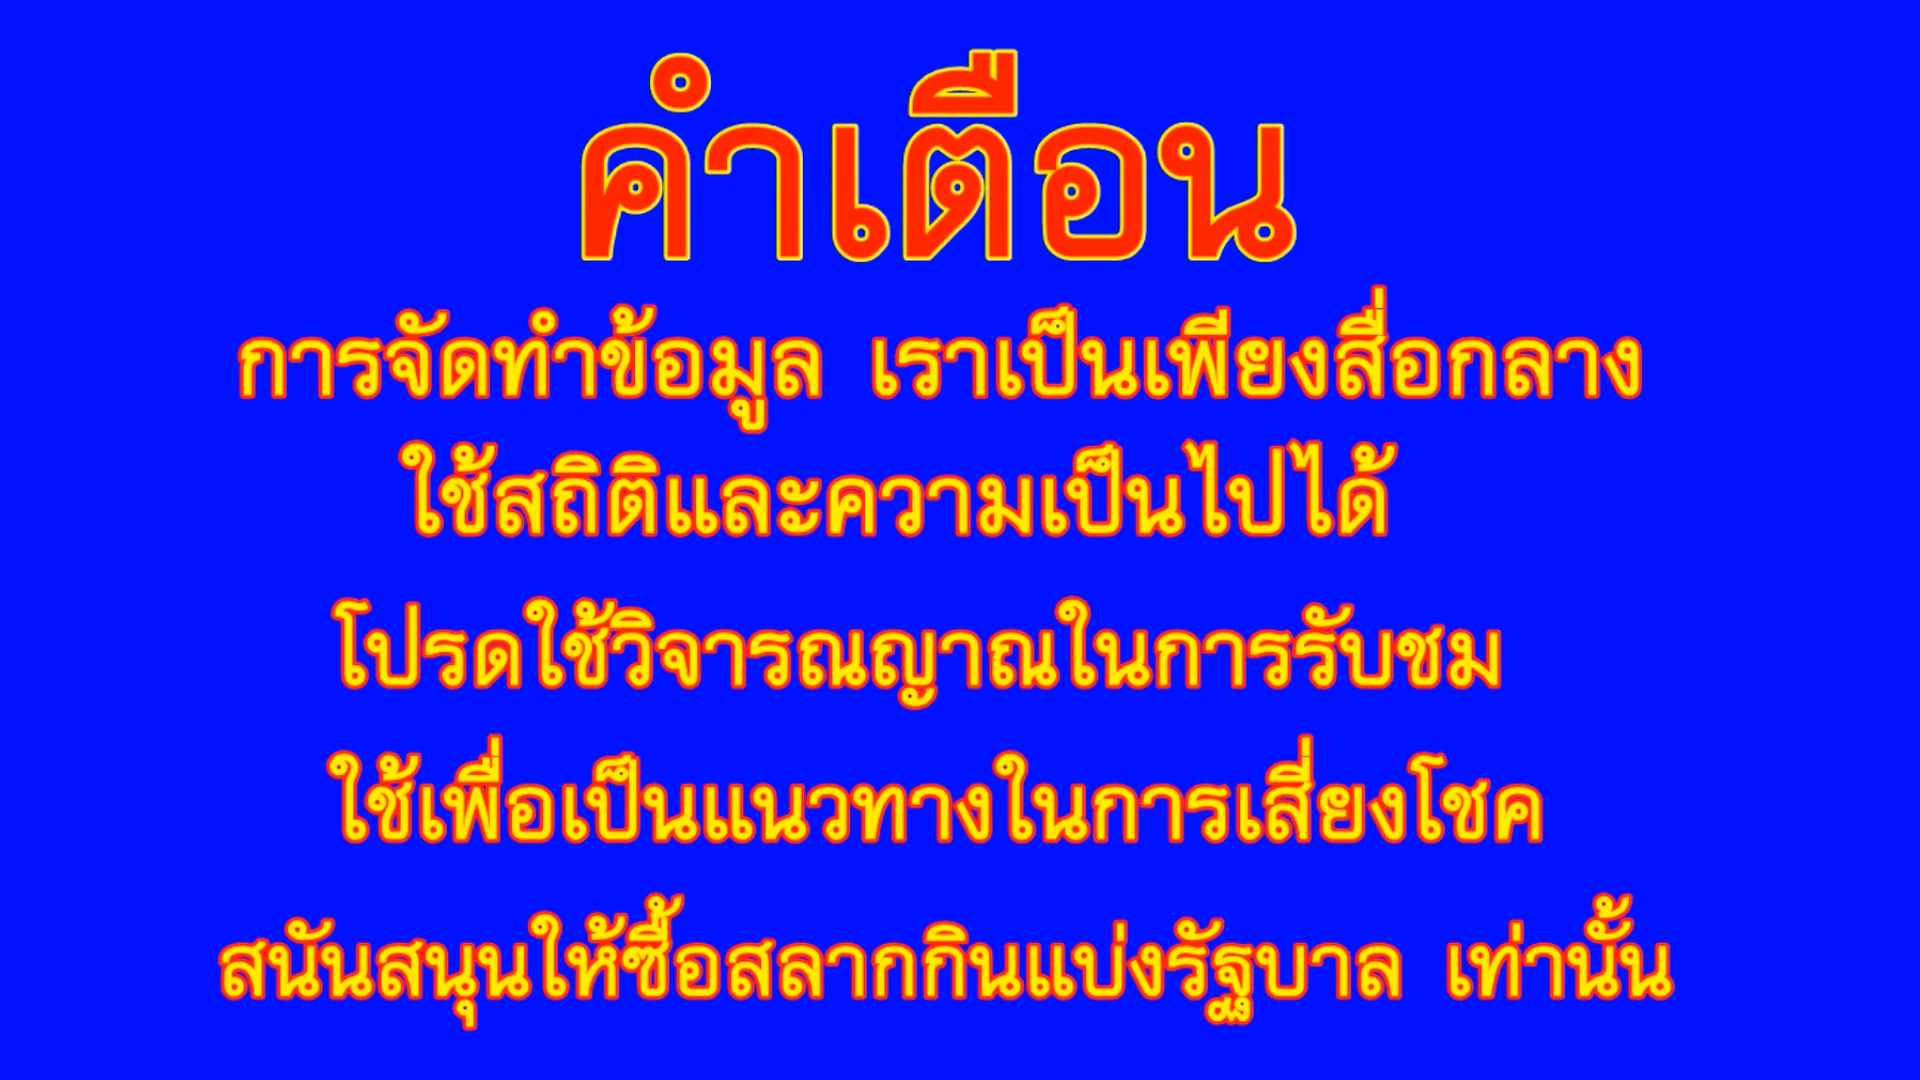 คำเตือน
การจัดทำข้อมูล เราเป็นเพียงสื่อกลาง
ใช้สถิติและความเป็นไปได้
โปรดใช้วิจารณญาณในการรับชม
ใช้เพื่อเป็นแนวทางในการเสี่ยงโชค
สนันสนุนให้ซื้อสลากกินแบ่งรัฐบาล เท่านั้น